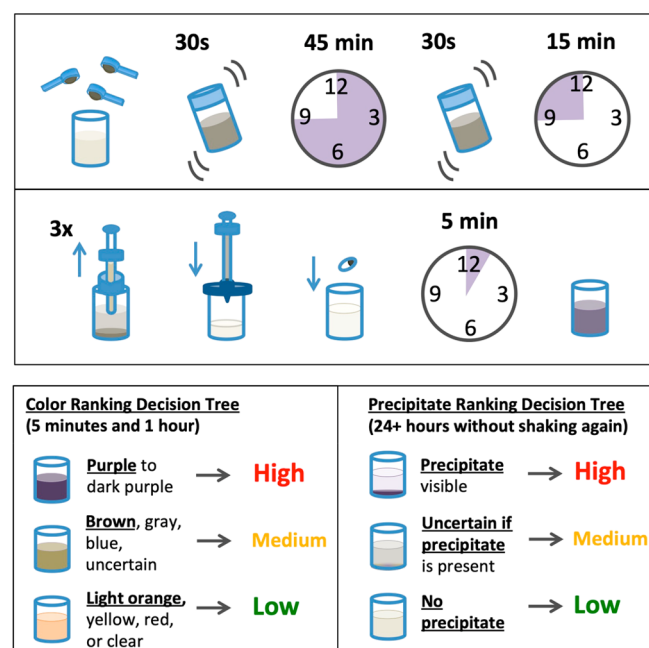 30s
45 min
30s
15 min
12
9
3
6
12
9
3
6
3x
5 min
12
9
3
6
Color Ranking Decision Tree
(5 minutes and 1 hour)
Purple to
dark purple
High
Brown, gray,
blue,
uncertain
Medium
Light orange,
yellow, red,
or clear
Low
Precipitate Ranking Decision Tree
(24+ hours without shaking again)
Precipitate
visible
High
Uncertain if
precipitate
is present
Medium
No
precipitate
Low